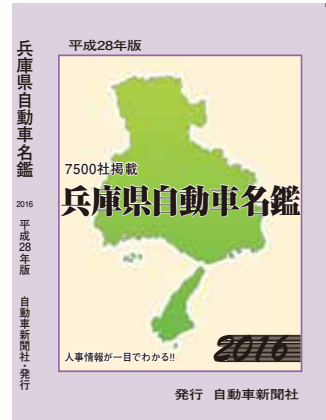 兵庫県自動車名鑑
2016
平成28年版
自動車新聞社・発行
平成28年版
7500社掲載
兵庫県自動車名鑑
2016
人事情報が一目でわかる!!
発行 自動車新聞社